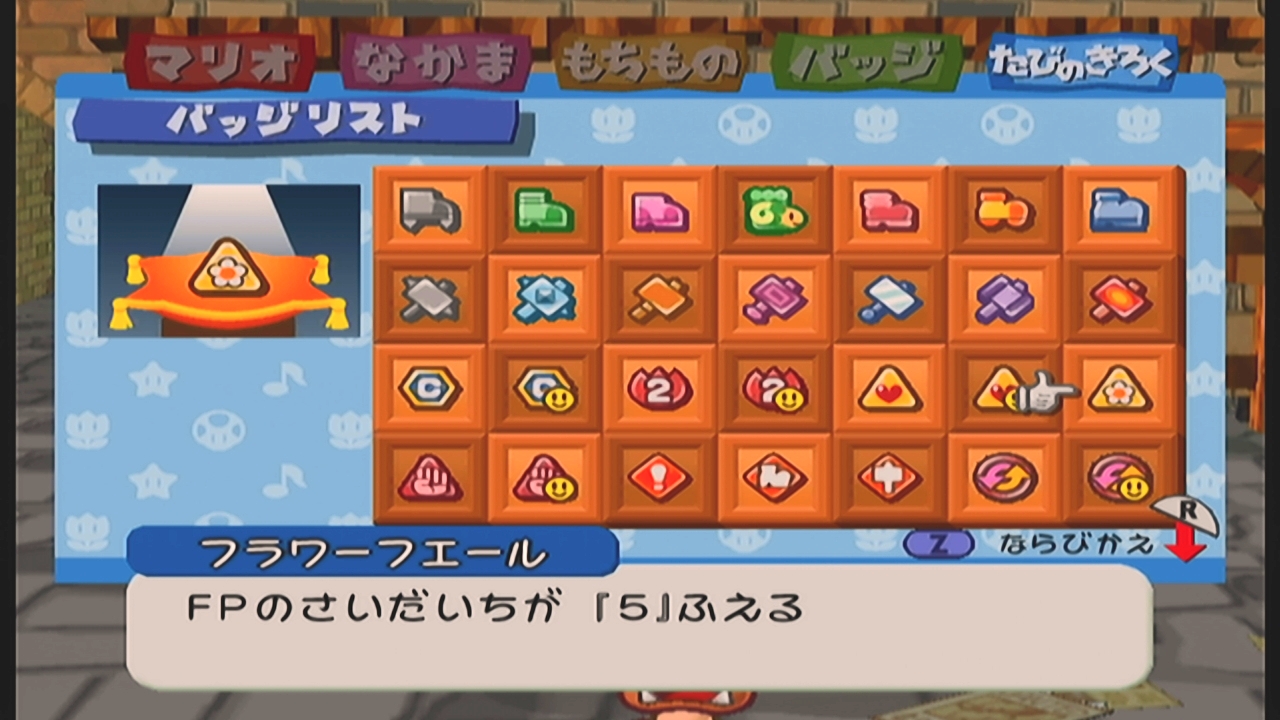 マリオ なかま もちもの バッジ たびのきろく
バッジリスト
C C 2 2
!
R
Z ならびかえ
フラワーフエール
FPのさいだいちが『5』ふえる